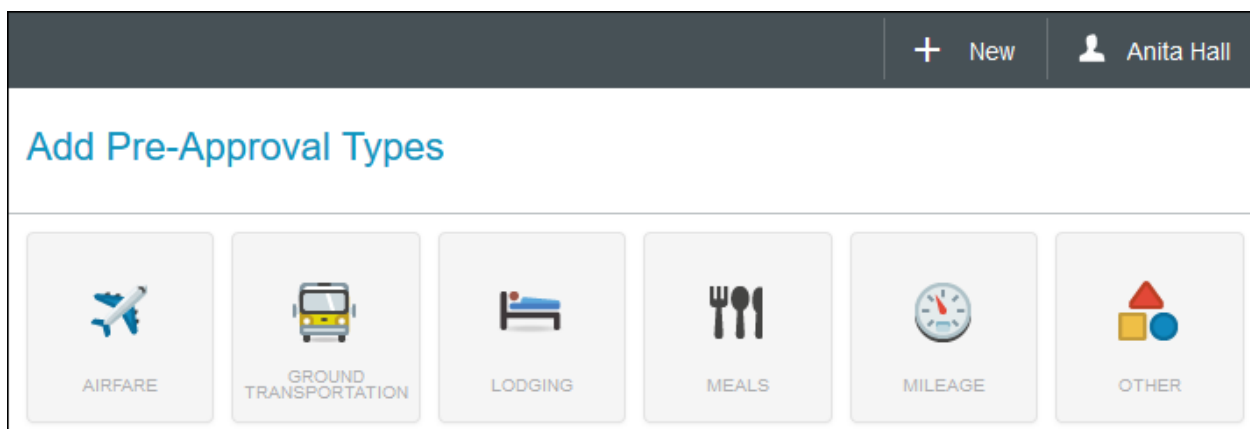 + New
Anita Hall
Add Pre-Approval Types
AIRFARE
GROUND
TRANSPORTATION
LODGING
MEALS
MILEAGE
OTHER